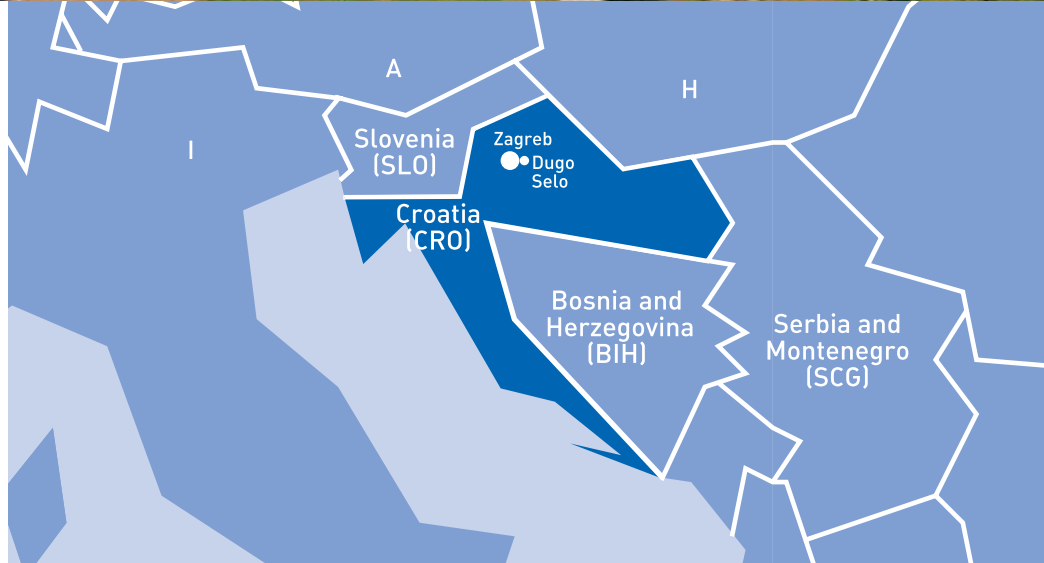 A
H
I
Slovenia
(SLO)
Zagreb
Dugo
Selo
Croatia
(CRO)
Bosnia and
Herzegovina
(BIH)
Serbia and
Montenegro
(SCG)